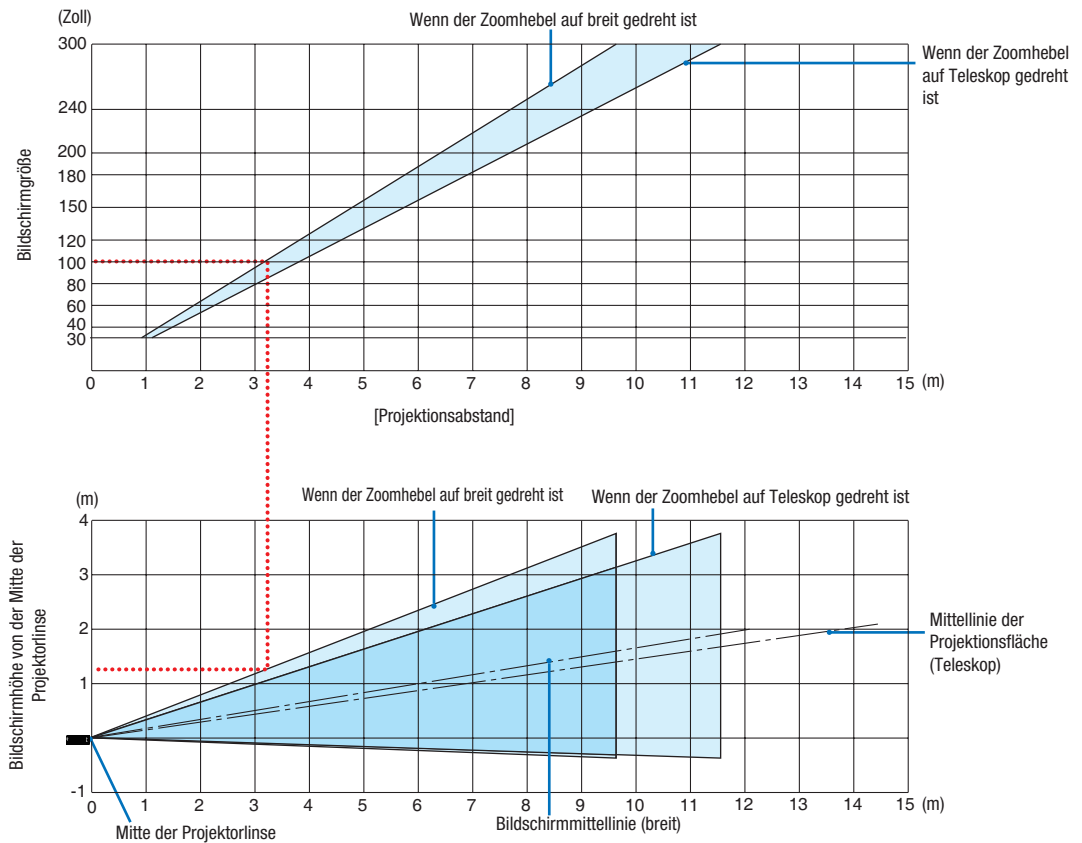 (Zoll)
Wenn der Zoomhebel auf breit gedreht ist
300
Wenn der Zoomhebel
auf Teleskop gedreht
ist
240
200
180
150
120
100
80
60
40
30
Bildschirmgröße
0 1 2 3 4 5 6 7 8 9 10 11 12 13 14 15 (m)
[Projektionsabstand]
(m)
Wenn der Zoomhebel auf breit gedreht ist
Wenn der Zoomhebel auf Teleskop gedreht ist
4
3
2
1
0
-1
Bildschirmhöhe von der Mitte der
Projektorlinse
Mittellinie der
Projektionsfläche
(Teleskop)
0 1 2 3 4 5 6 7 8 9 10 11 12 13 14 15 (m)
Mitte der Projektorlinse
Bildschirmmittellinie (breit)